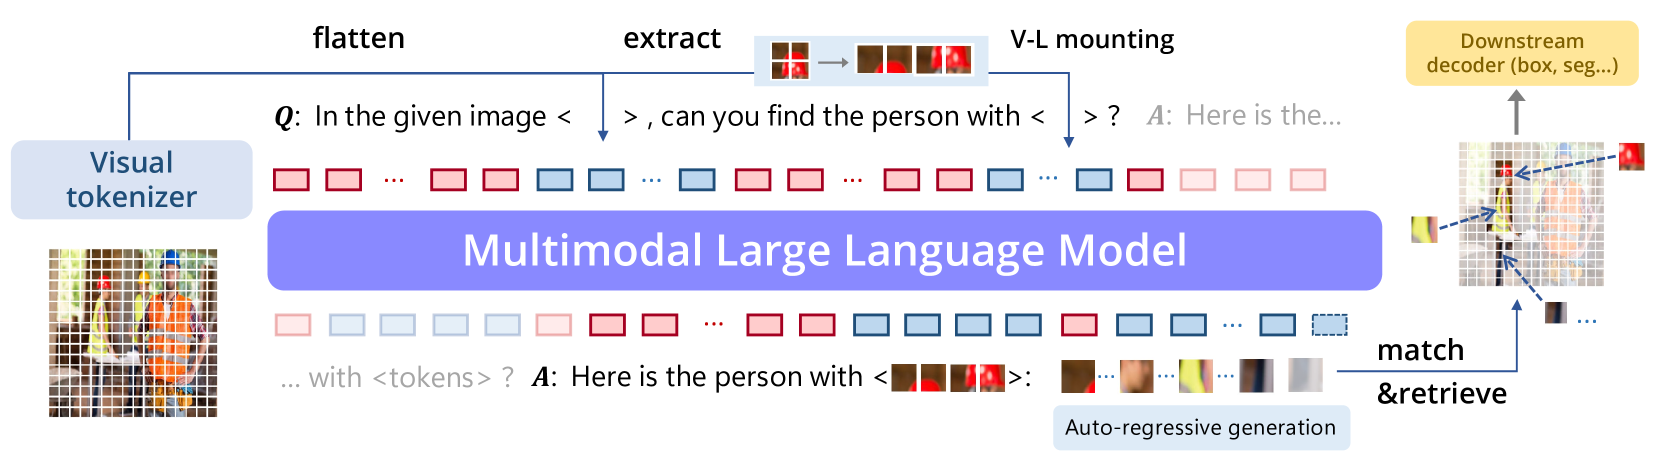 flatten
extract
V-L mounting
Downstream
decoder (box, seg...)
Q: In the given image < > , can you find the person with < > ? A: Here is the...
Visual
tokenizer
...
...
...
...
Multimodal Large Language Model
...
...
... with <tokens> ? A: Here is the person with < >:
... ... ...
...
match
&retrieve
Auto-regressive generation